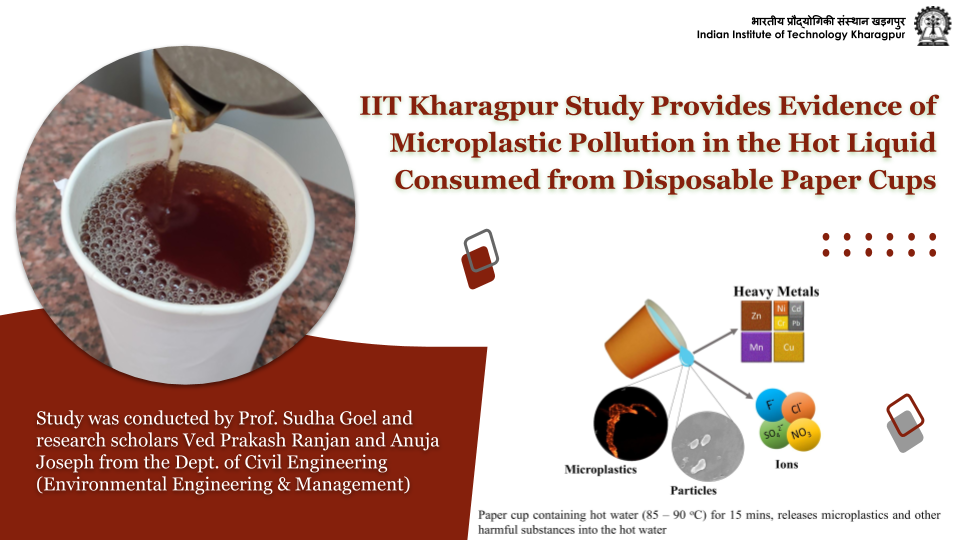 भारतीय प्रौद्योगिकी संस्थान खड़गपुर
Indian Institute of Technology Kharagpur
IIT Kharagpur Study Provides Evidence of
Microplastic Pollution in the Hot Liquid
Consumed from Disposable Paper Cups
Heavy Metals
Zn
Ni
Cd
Cr
Pb
Mn
Cu
F⁻
Cl⁻
SO₄²⁻
NO₃⁻
Ions
Microplastics
Particles
Study was conducted by Prof. Sudha Goel and
research scholars Ved Prakash Ranjan and Anuja
Joseph from the Dept. of Civil Engineering
(Environmental Engineering & Management)
Paper cup containing hot water (85 – 90 ºC) for 15 mins, releases microplastics and other
harmful substances into the hot water